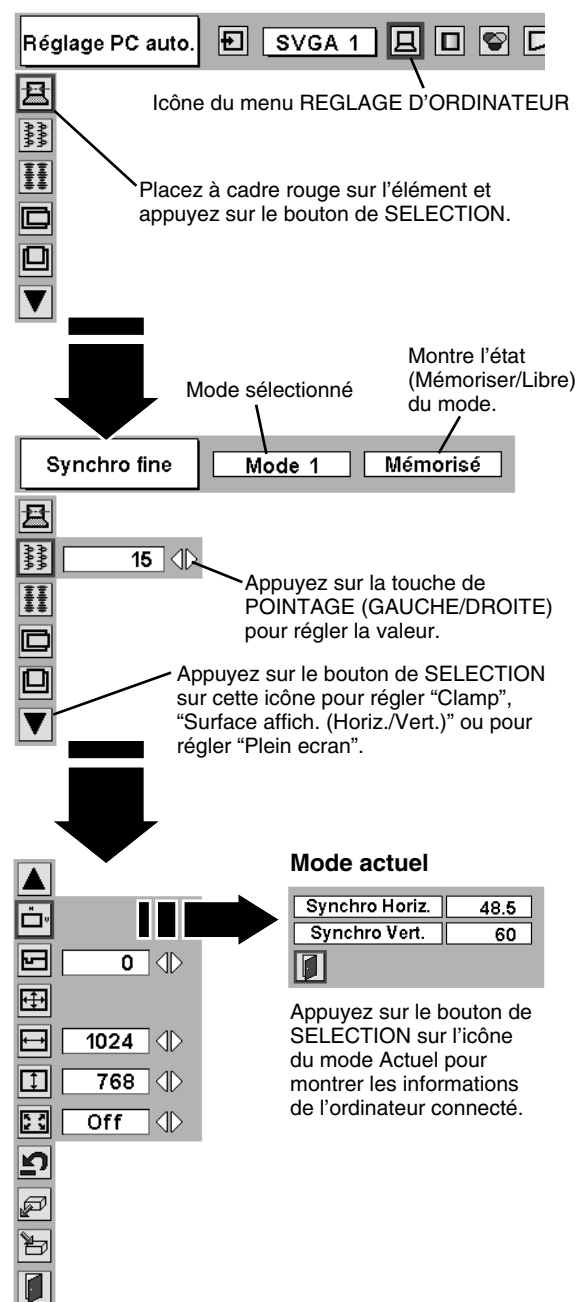 Réglage PC auto.
SVGA 1
Icône du menu REGLAGE D'ORDINATEUR
Placez à cadre rouge sur l'élément et
appuyez sur le bouton de SELECTION.
Montre l'état
(Mémoriser/Libre)
du mode.
Mode sélectionné
Synchro fine
Mode 1
Mémorisé
15
Appuyez sur la touche de
POINTAGE (GAUCHE/DROITE)
pour régler la valeur.
Appuyez sur le bouton de SELECTION
sur cette icône pour régler “Clamp”,
“Surface affich. (Horiz./Vert.)” ou pour
régler “Plein ecran”.
Mode actuel
Synchro Horiz. 48.5
Synchro Vert. 60
H
V
0
1024
768
Off
Appuyez sur le bouton de
SELECTION sur l'icône
du mode Actuel pour
montrer les informations
de l'ordinateur connecté.